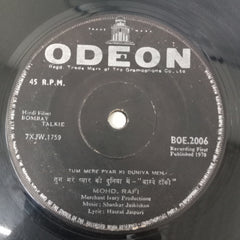 ODEON
Regd. Trade Mark of The Gramophone Co. Limited
45 R.P.M.
Hindi Film:
BOMBAY
TALKIE
7XJW.1759
BOE.2006
Recording First
Published 1970
TUM MERE PYAR KI DUNIYA MEN—
तुम मेरे प्यार की दुनिया में - "बाम्बे टॉकी"
MOHD. RAFI
Merchant Ivory Productions
Music: Shankar Jaikishan
Lyric: Hasrat Jaipuri